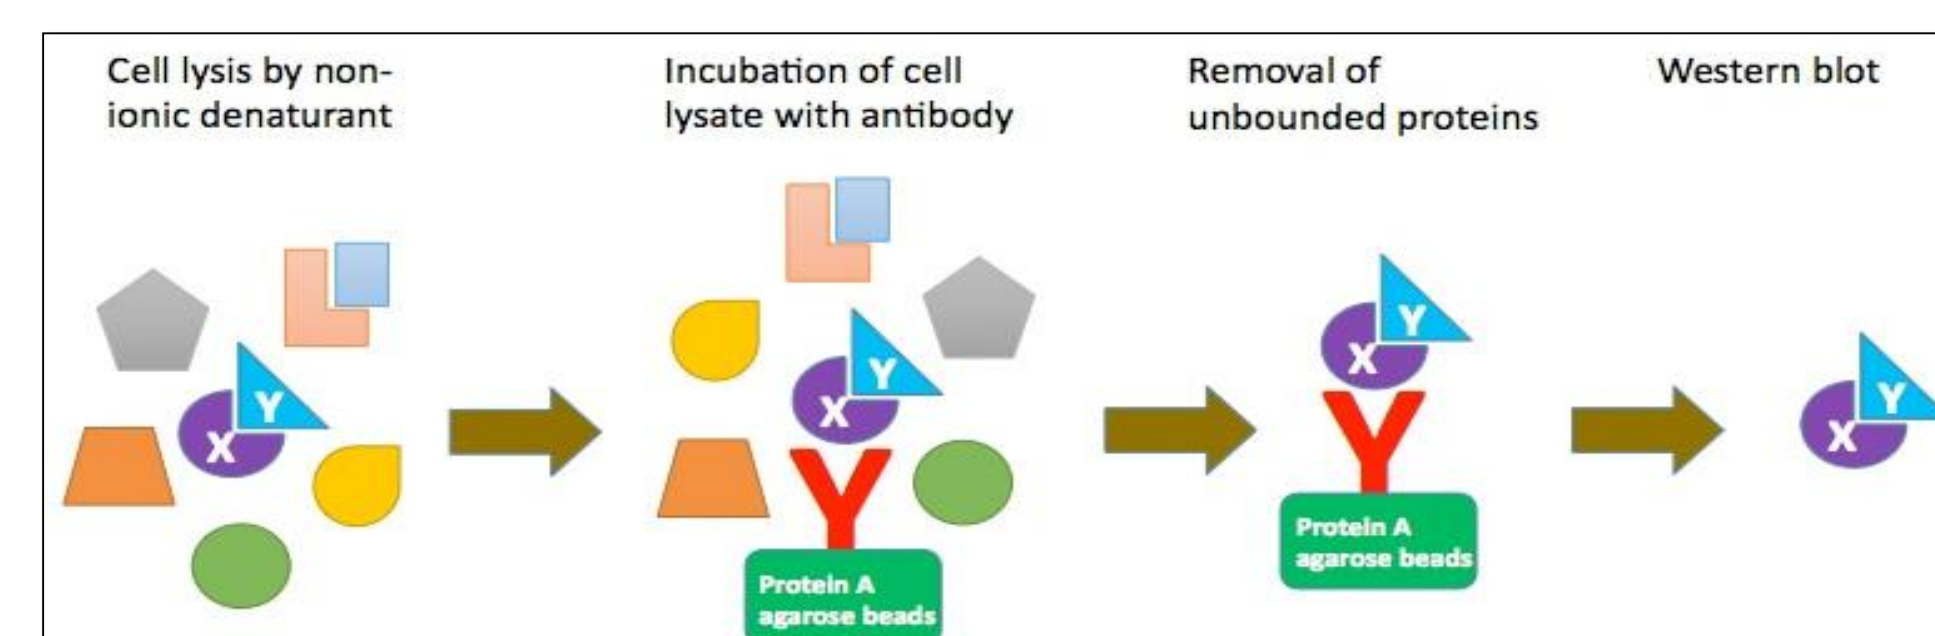 Cell lysis by non-
ionic denaturant
Incubation of cell
lysate with antibody
Removal of
unbounded proteins
Western blot
Y
X
Y
X
Protein A
agarose beads
Y
X
Protein A
agarose beads
Y
X